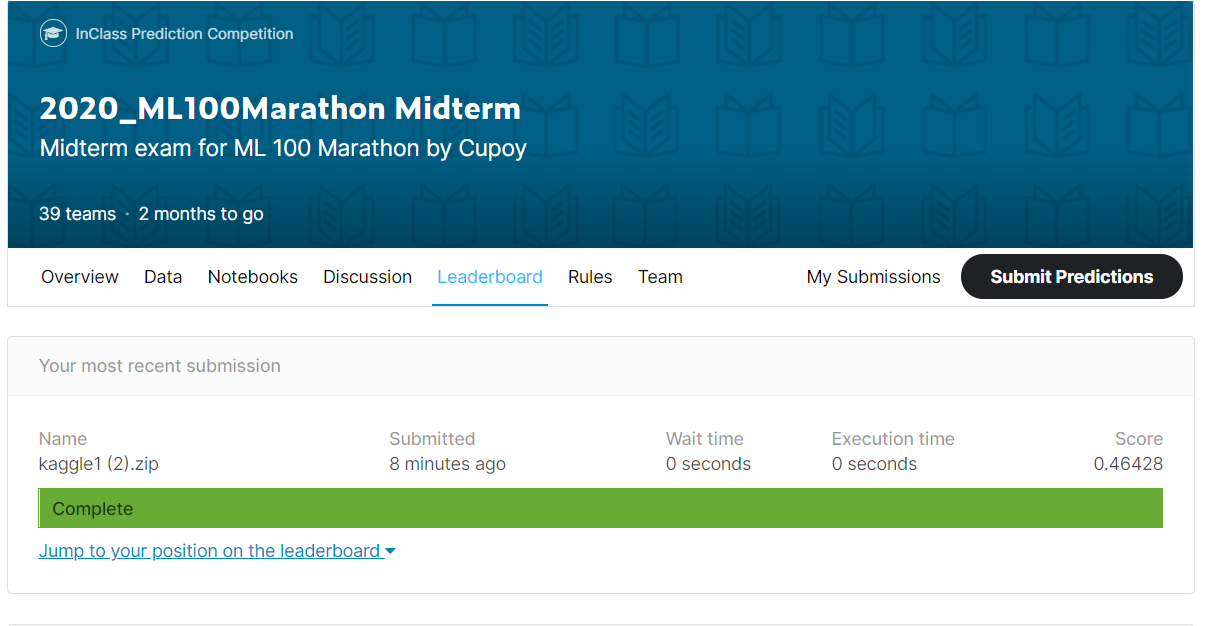 InClass Prediction Competition
2020_ML100Marathon Midterm
Midterm exam for ML 100 Marathon by Cupoy
39 teams · 2 months to go
Overview Data Notebooks Discussion Leaderboard Rules Team My Submissions Submit Predictions
Your most recent submission
Name Submitted Wait time Execution time Score
kaggle1 (2).zip 8 minutes ago 0 seconds 0 seconds 0.46428
Complete
Jump to your position on the leaderboard